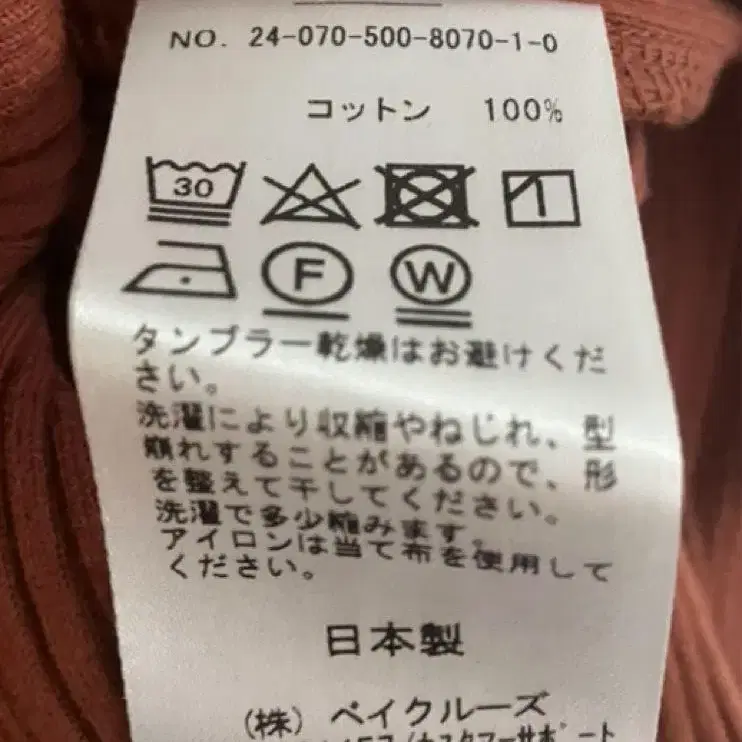 NO. 24-070-500-8070-1-0
コットン 100%
30
F W
タンブラー乾燥はお避けくだ
さい。
洗濯により収縮やねじれ、型
崩れすることがあるので、形
を整えて干してください。
洗濯で多少縮みます。
アイロンは当て布を使用して
ください。
日本製
(株) ベイクルーズ